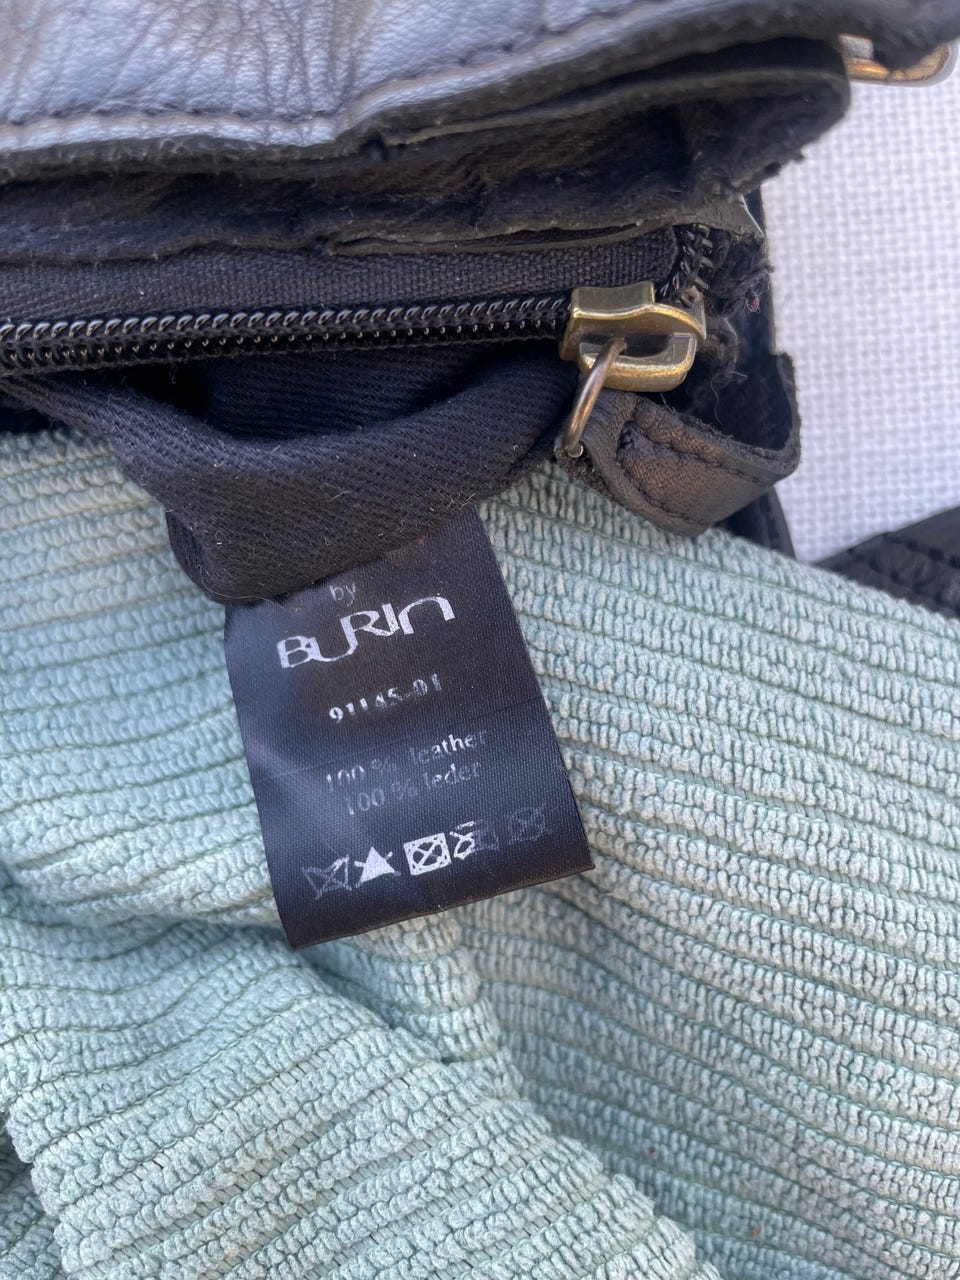 by
BURIN
91145-01
100 % leather
100 % leder